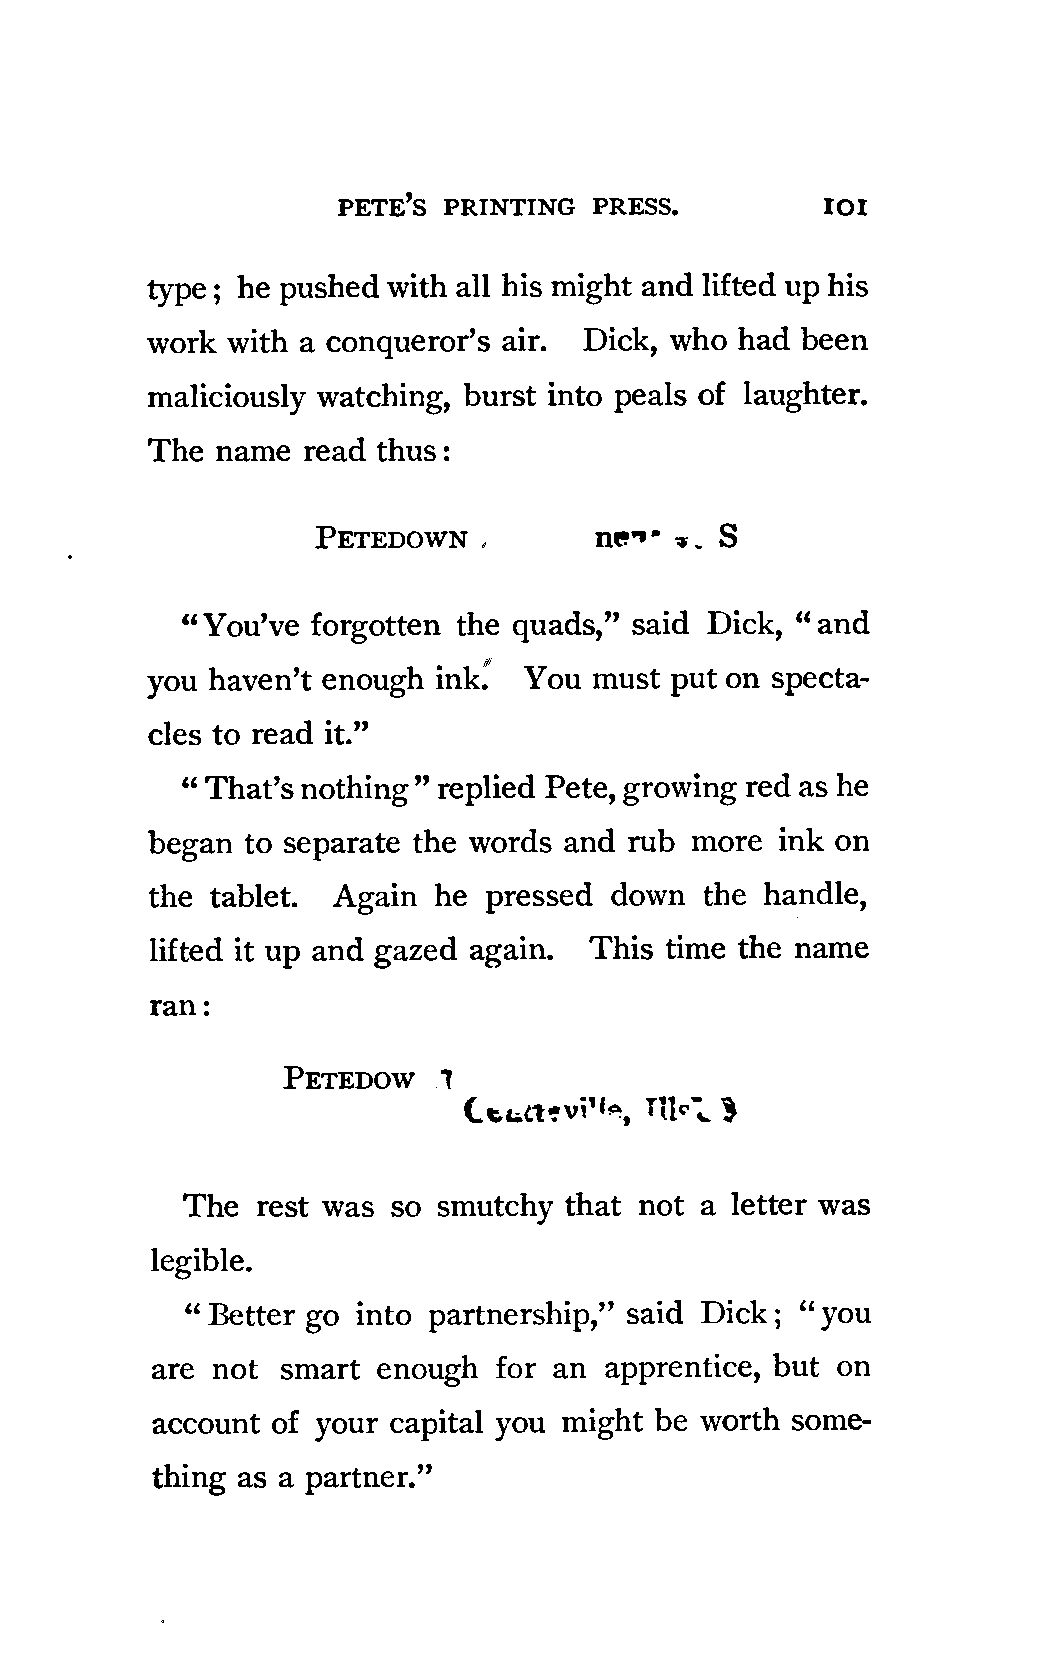 PETE'S PRINTING PRESS. 101
type; he pushed with all his might and lifted up his
work with a conqueror's air. Dick, who had been
maliciously watching, burst into peals of laughter.
The name read thus:
PETEDOWN S
"You've forgotten the quads," said Dick, "and
you haven't enough ink. You must put on specta-
cles to read it."
"That's nothing" replied Pete, growing red as he
began to separate the words and rub more ink on
the tablet. Again he pressed down the handle,
lifted it up and gazed again. This time the name
ran:
PETEDOW
The rest was so smutchy that not a letter was
legible.
"Better go into partnership," said Dick; "you
are not smart enough for an apprentice, but on
account of your capital you might be worth some-
thing as a partner."